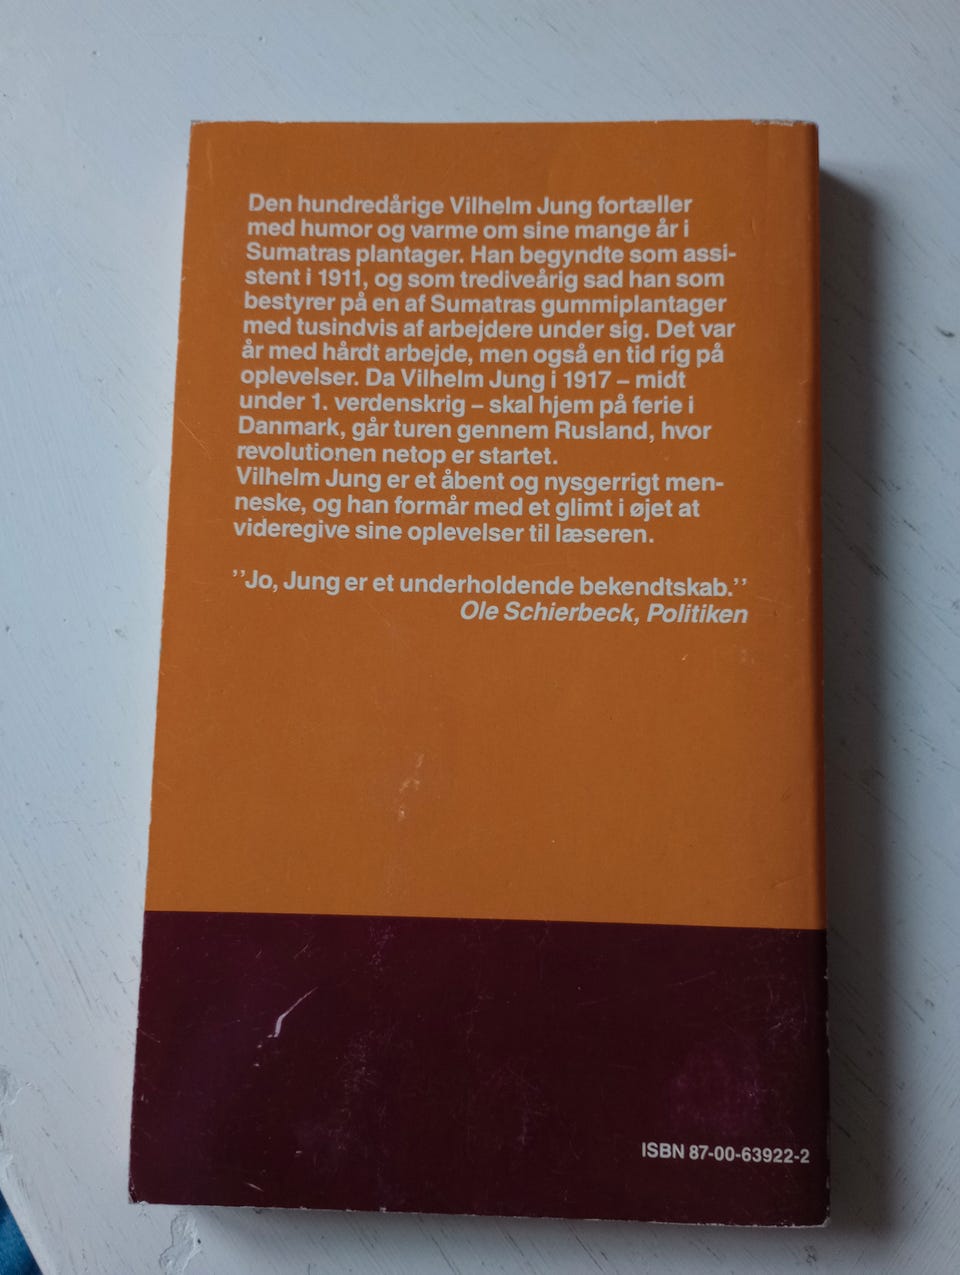 Den hundredårige Vilhelm Jung fortæller
med humor og varme om sine mange år i
Sumatras plantager. Han begyndte som assi-
stent i 1911, og som trediveårig sad han som
bestyrer på en af Sumatras gummiplantager
med tusindvis af arbejdere under sig. Det var
år med hårdt arbejde, men også en tid rig på
oplevelser. Da Vilhelm Jung i 1917 – midt
under 1. verdenskrig – skal hjem på ferie i
Danmark, går turen gennem Rusland, hvor
revolutionen netop er startet.
Vilhelm Jung er et åbent og nysgerrigt men-
neske, og han formår med et glimt i øjet at
videregive sine oplevelser til læseren.
”Jo, Jung er et underholdende bekendtskab.”
Ole Schierbeck, Politiken
ISBN 87-00-63922-2